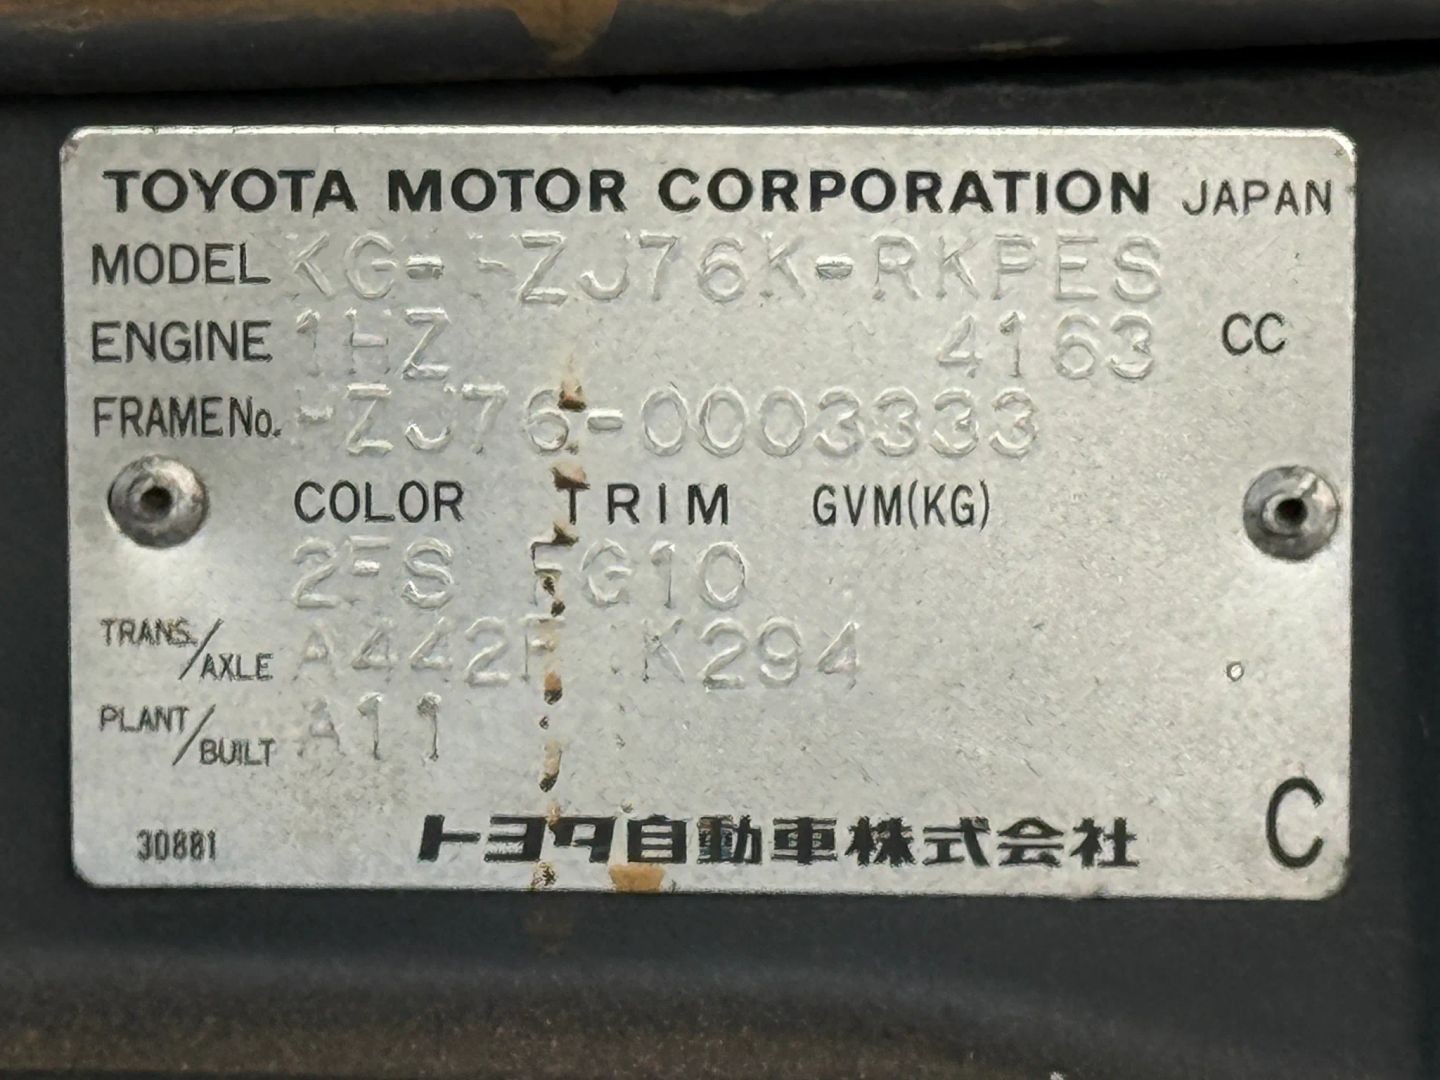 TOYOTA MOTOR CORPORATION JAPAN
MODEL KG-HZJ76K-RKPES
ENGINE 1HZ 4163 CC
FRAME No. HZJ76-0003333
COLOR TRIM GVM(KG)
2FS FG10
TRANS./AXLE A442F K294
PLANT/BUILT A11
30881 トヨタ自動車株式会社 C